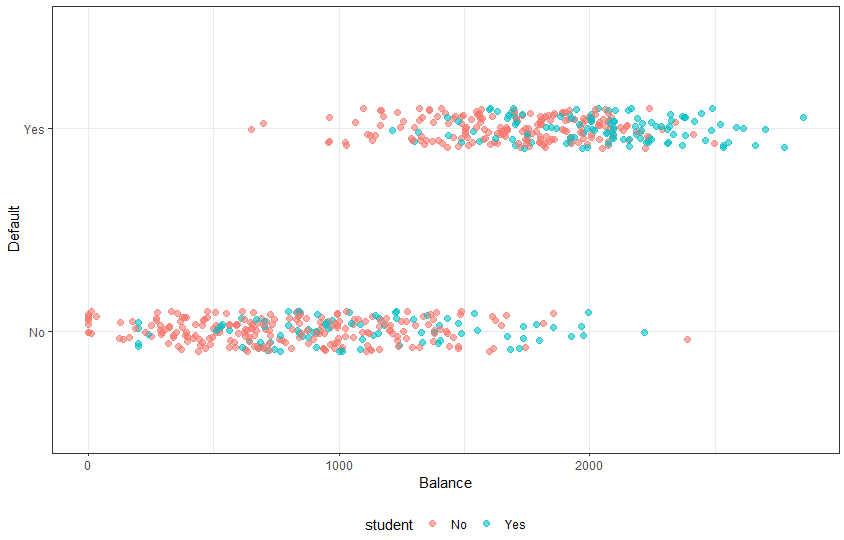 Yes
Default
No
0 1000 2000
Balance
student No Yes